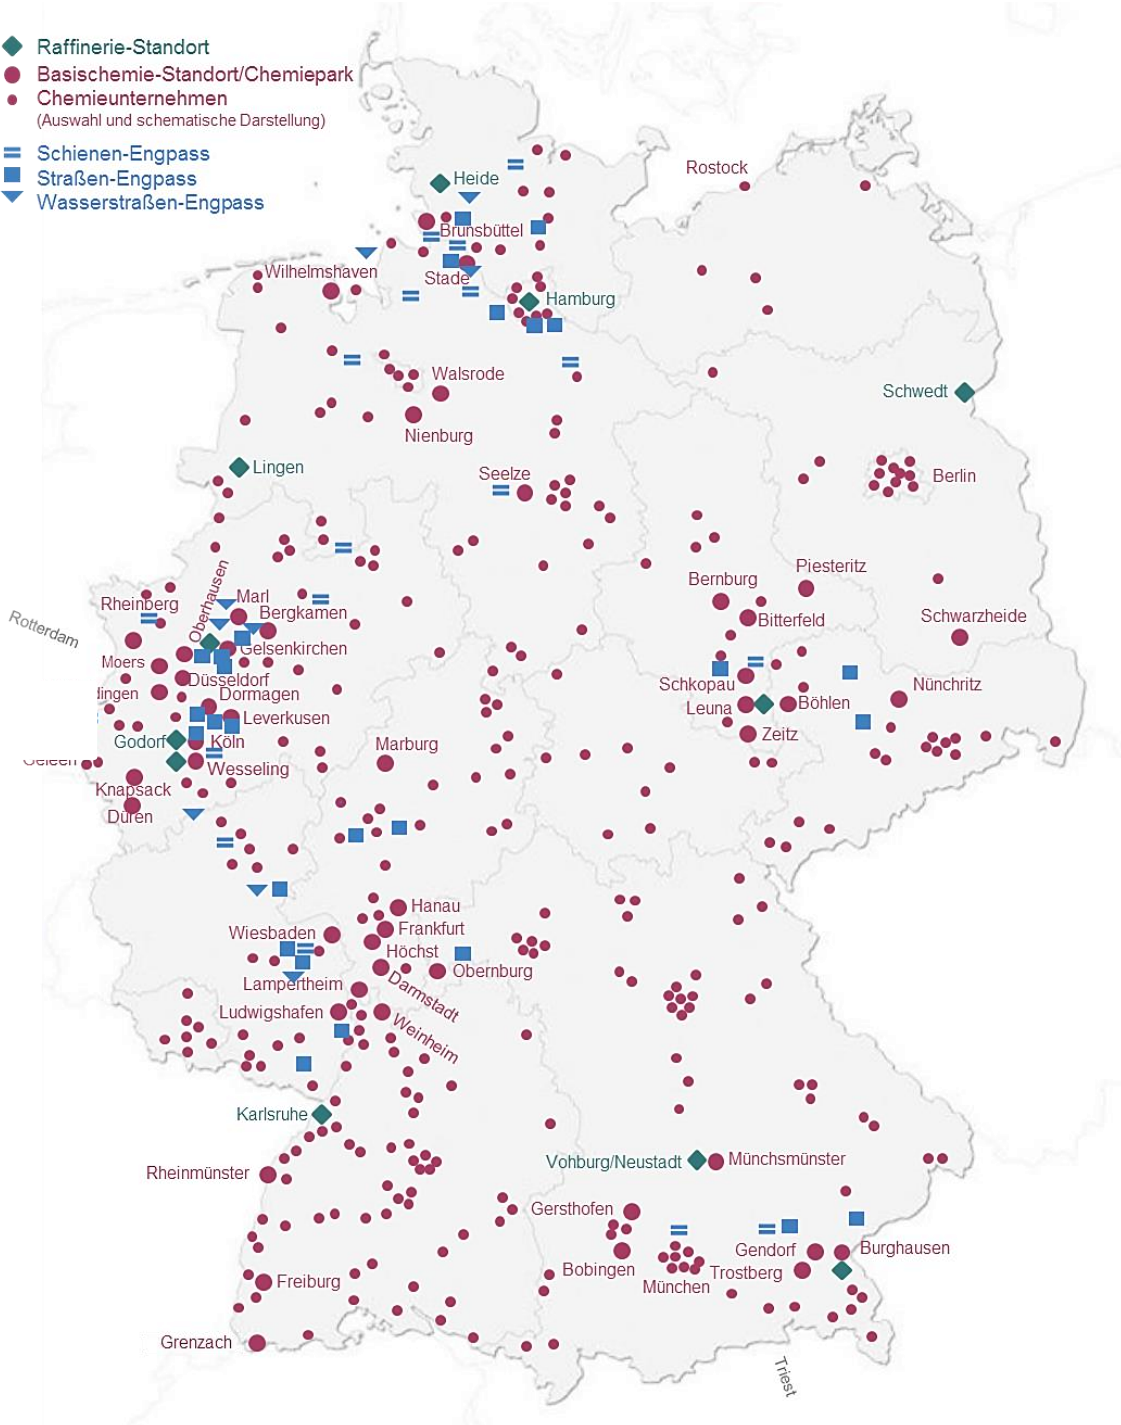 Raffinerie-Standort
Basischemie-Standort/Chemiepark
Chemieunternehmen
(Auswahl und schematische Darstellung)
Schienen-Engpass
Straßen-Engpass
Wasserstraßen-Engpass
Rostock
Heide
Brunsbüttel
Wilhelmshaven
Stade
Hamburg
Walsrode
Schwedt
Nienburg
Lingen
Seelze
Berlin
Piesteritz
Bernburg
Oberhausen
Marl
Rheinberg
Bergkamen
Bitterfeld
Schwarzheide
Rotterdam
Gelsenkirchen
Moers
Düsseldorf
Schkopau
Nünchritz
dingen
Dormagen
Leuna
Böhlen
Leverkusen
Godorf
Köln
Zeitz
Marburg
Wesseling
Knapsack
Düren
Hanau
Wiesbaden
Frankfurt
Höchst
Obernburg
Lampertheim
Darmstadt
Ludwigshafen
Weinheim
Karlsruhe
Vohburg/Neustadt
Münchsmünster
Rheinmünster
Gersthofen
Gendorf
Burghausen
Bobingen
Trostberg
München
Freiburg
Grenzach
Triest